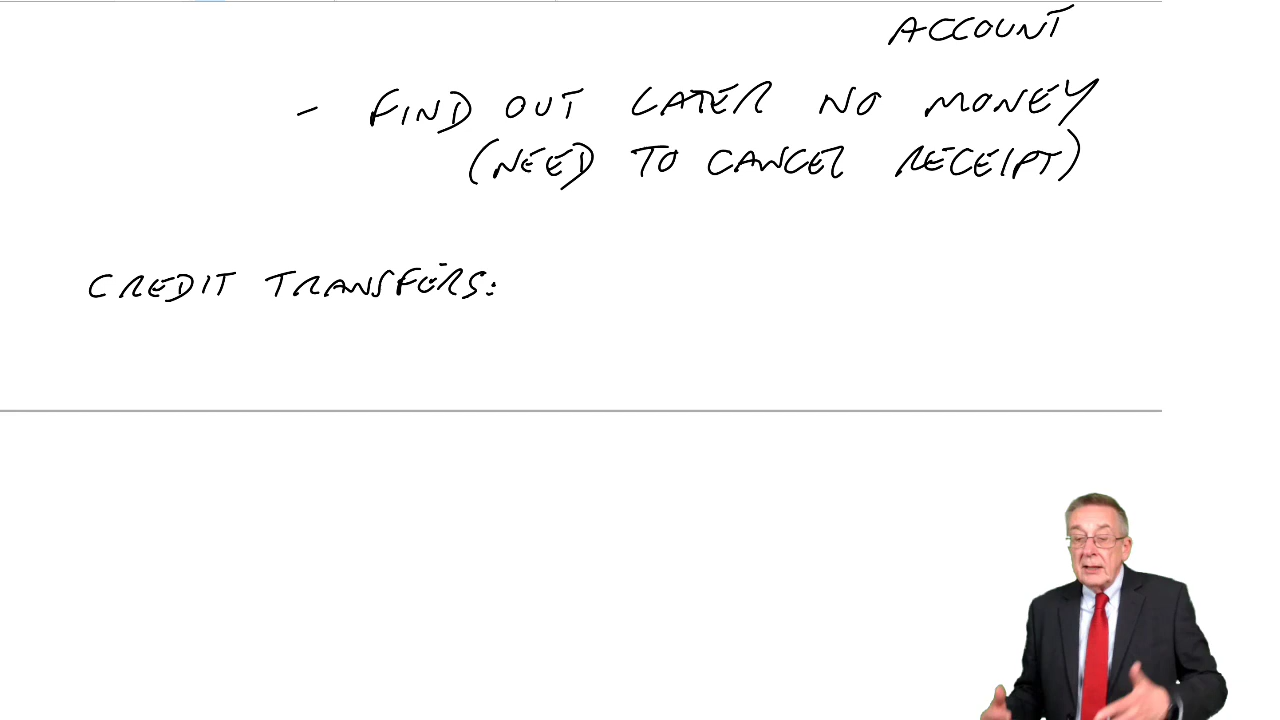 ACCOUNT
- FIND OUT LATER NO MONEY
(NEED TO CANCEL RECEIPT)
CREDIT TRANSFERS: